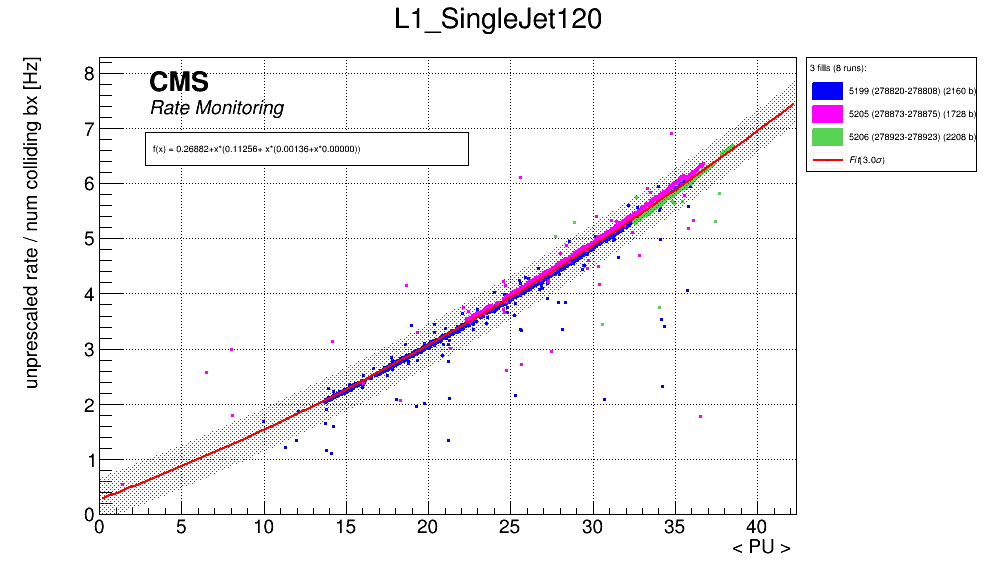 L1_SingleJet120
unprescaled rate / num colliding bx [Hz]
8
7
6
5
4
3
2
1
0
CMS
Rate Monitoring
f(x) = 0.26882+x*(0.11256+ x*(0.00136+x*0.00000))
0 5 10 15 20 25 30 35 40
< PU >
3 fills (8 runs):
5199 (278820-278808) (2160 b)
5205 (278873-278875) (1728 b)
5206 (278923-278923) (2208 b)
Fit(3.0σ)